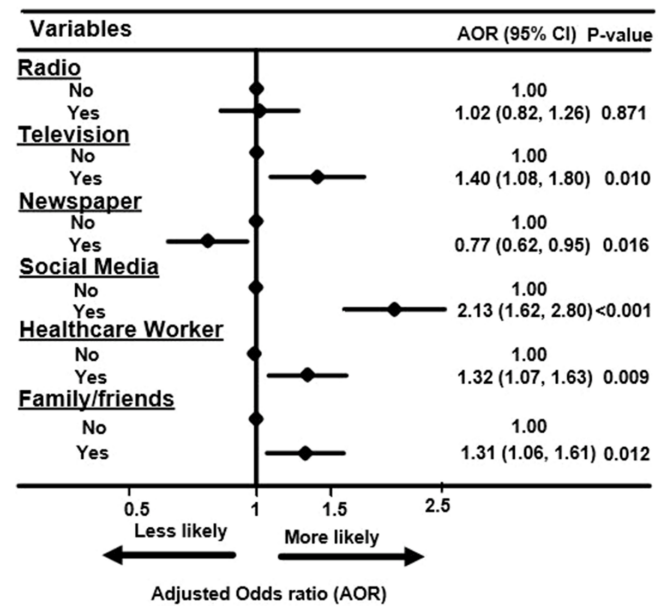 Variables AOR (95% CI) P-value
Radio
No 1.00
Yes 1.02 (0.82, 1.26) 0.871
Television
No 1.00
Yes 1.40 (1.08, 1.80) 0.010
Newspaper
No 1.00
Yes 0.77 (0.62, 0.95) 0.016
Social Media
No 1.00
Yes 2.13 (1.62, 2.80) <0.001
Healthcare Worker
No 1.00
Yes 1.32 (1.07, 1.63) 0.009
Family/friends
No 1.00
Yes 1.31 (1.06, 1.61) 0.012
0.5 1 1.5 2.5
Less likely More likely
Adjusted Odds ratio (AOR)